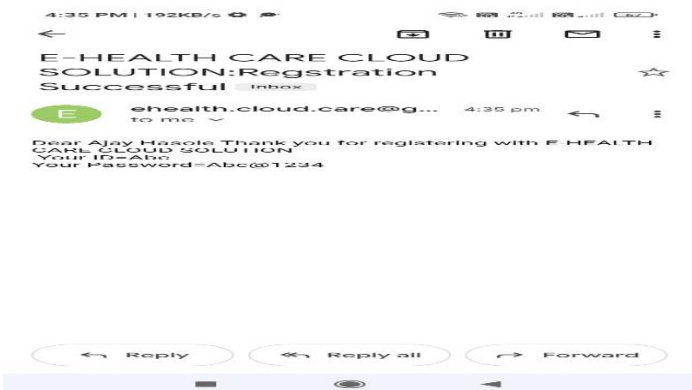 4:35 PM | 192KB/s
E-HEALTH CARE CLOUD
SOLUTION:Regstration
Successful Inbox
E
ehealth.cloud.care@g... 4:35 pm
to me
Dear Ajay Hasole Thank you for registering with E-HEALTH
CARE CLOUD SOLUTION
Your ID=Abc
Your Password=Abc@1234
Reply Reply all Forward